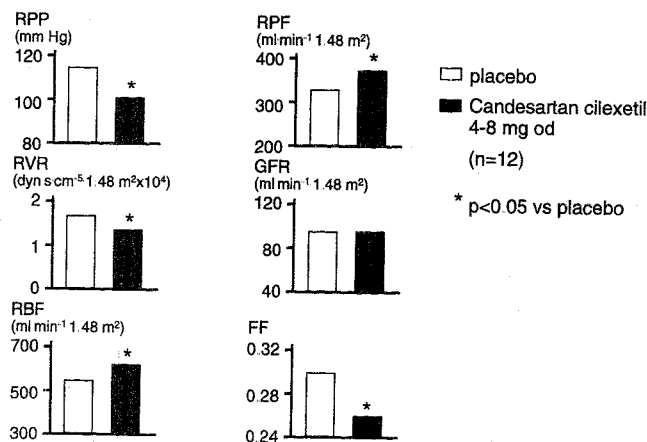 RPP
(mm Hg)
120
100
80
*
RPF
(ml·min⁻¹ 1.48 m²)
400
300
200
*
placebo
Candesartan cilexetil
4-8 mg od
(n=12)
* p<0.05 vs placebo
RVR
(dyn s·cm⁻⁵ 1.48 m²x10⁴)
2
1
0
*
GFR
(ml min⁻¹ 1.48 m²)
120
80
40
RBF
(ml min⁻¹ 1.48 m²)
700
500
300
*
FF
0.32
0.28
0.24
*